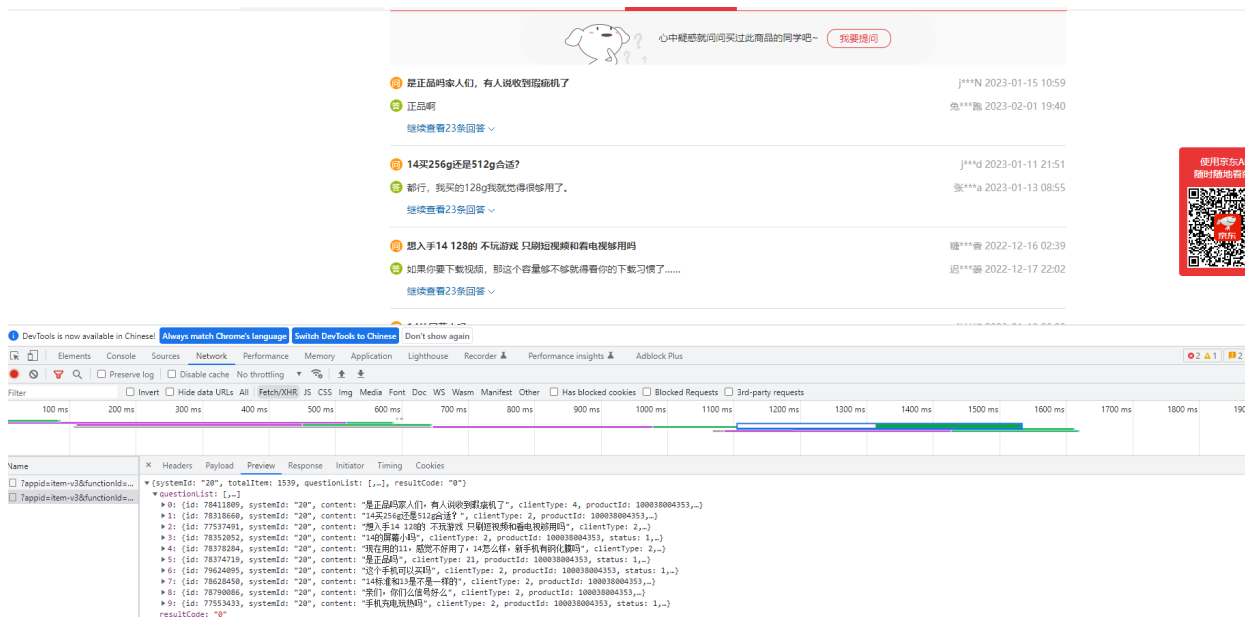 心中疑惑就问问买过此商品的同学吧~ 我要提问
问 是正品吗家人们，有人说收到瑕疵机了 j***N 2023-01-15 10:59
答 正品啊 兔***跑 2023-02-01 19:40
继续查看23条回答
问 14买256g还是512g合适？ j***d 2023-01-11 21:51
答 都行，我买的128g我就觉得很够用了。 张***a 2023-01-13 08:55
继续查看23条回答
使用京东A
随时随地看
京东
问 想入手14 128的 不玩游戏 只刷短视频和看电视够用吗 糖***香 2022-12-16 02:39
答 如果你要下载视频，那这个容量够不够就得看你的下载习惯了...... 迟***蔷 2022-12-17 22:02
继续查看23条回答
DevTools is now available in Chinese! Always match Chrome's language Switch DevTools to Chinese Don't show again
Elements Console Sources Network Performance Memory Application Lighthouse Recorder Performance insights Adblock Plus 2 1 2
Preserve log Disable cache No throttling
Filter Invert Hide data URLs All Fetch/XHR JS CSS Img Media Font Doc WS Wasm Manifest Other Has blocked cookies Blocked Requests 3rd-party requests
100 ms 200 ms 300 ms 400 ms 500 ms 600 ms 700 ms 800 ms 900 ms 1000 ms 1100 ms 1200 ms 1300 ms 1400 ms 1500 ms 1600 ms 1700 ms 1800 ms 190
Name × Headers Payload Preview Response Initiator Timing Cookies
?appid=item-v3&functionId=...
?appid=item-v3&functionId=...
{systemId: "20", totalItem: 1539, questionList: [,…], resultCode: "0"}
questionList: [,…]
0: {id: 78411809, systemId: "20", content: "是正品吗家人们，有人说收到瑕疵机了", clientType: 4, productId: 100038004353,…}
1: {id: 78318660, systemId: "20", content: "14买256g还是512g合适？", clientType: 2, productId: 100038004353,…}
2: {id: 77537491, systemId: "20", content: "想入手14 128的 不玩游戏 只刷短视频和看电视够用吗", clientType: 2,…}
3: {id: 78352052, systemId: "20", content: "14的屏幕小吗", clientType: 2, productId: 100038004353, status: 1,…}
4: {id: 78378284, systemId: "20", content: "现在用的11，感觉不好用了，14怎么样，新手机有钢化膜吗", clientType: 2,…}
5: {id: 78374719, systemId: "20", content: "是正品吗", clientType: 21, productId: 100038004353, status: 1,…}
6: {id: 79624095, systemId: "20", content: "这个手机可以买吗", clientType: 2, productId: 100038004353,…}
7: {id: 78628450, systemId: "20", content: "14标准和13是不是一样的", clientType: 2, productId: 100038004353,…}
8: {id: 78790086, systemId: "20", content: "亲们，你们么信号好么", clientType: 2, productId: 100038004353,…}
9: {id: 77553433, systemId: "20", content: "手机充电玩热吗", clientType: 2, productId: 100038004353, status: 1,…}
resultCode: "0"